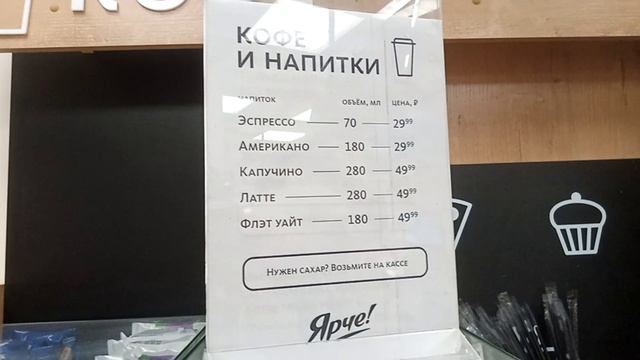 КОФЕ
И НАПИТКИ
НАПИТОК ОБЪЁМ, МЛ ЦЕНА, ₽
ЭСПРЕССО 70 29⁹⁹
АМЕРИКАНО 180 29⁹⁹
КАПУЧИНО 280 49⁹⁹
ЛАТТЕ 280 49⁹⁹
ФЛЭТ УАЙТ 180 49⁹⁹
НУЖЕН САХАР? ВОЗЬМИТЕ НА КАССЕ
Ярче!